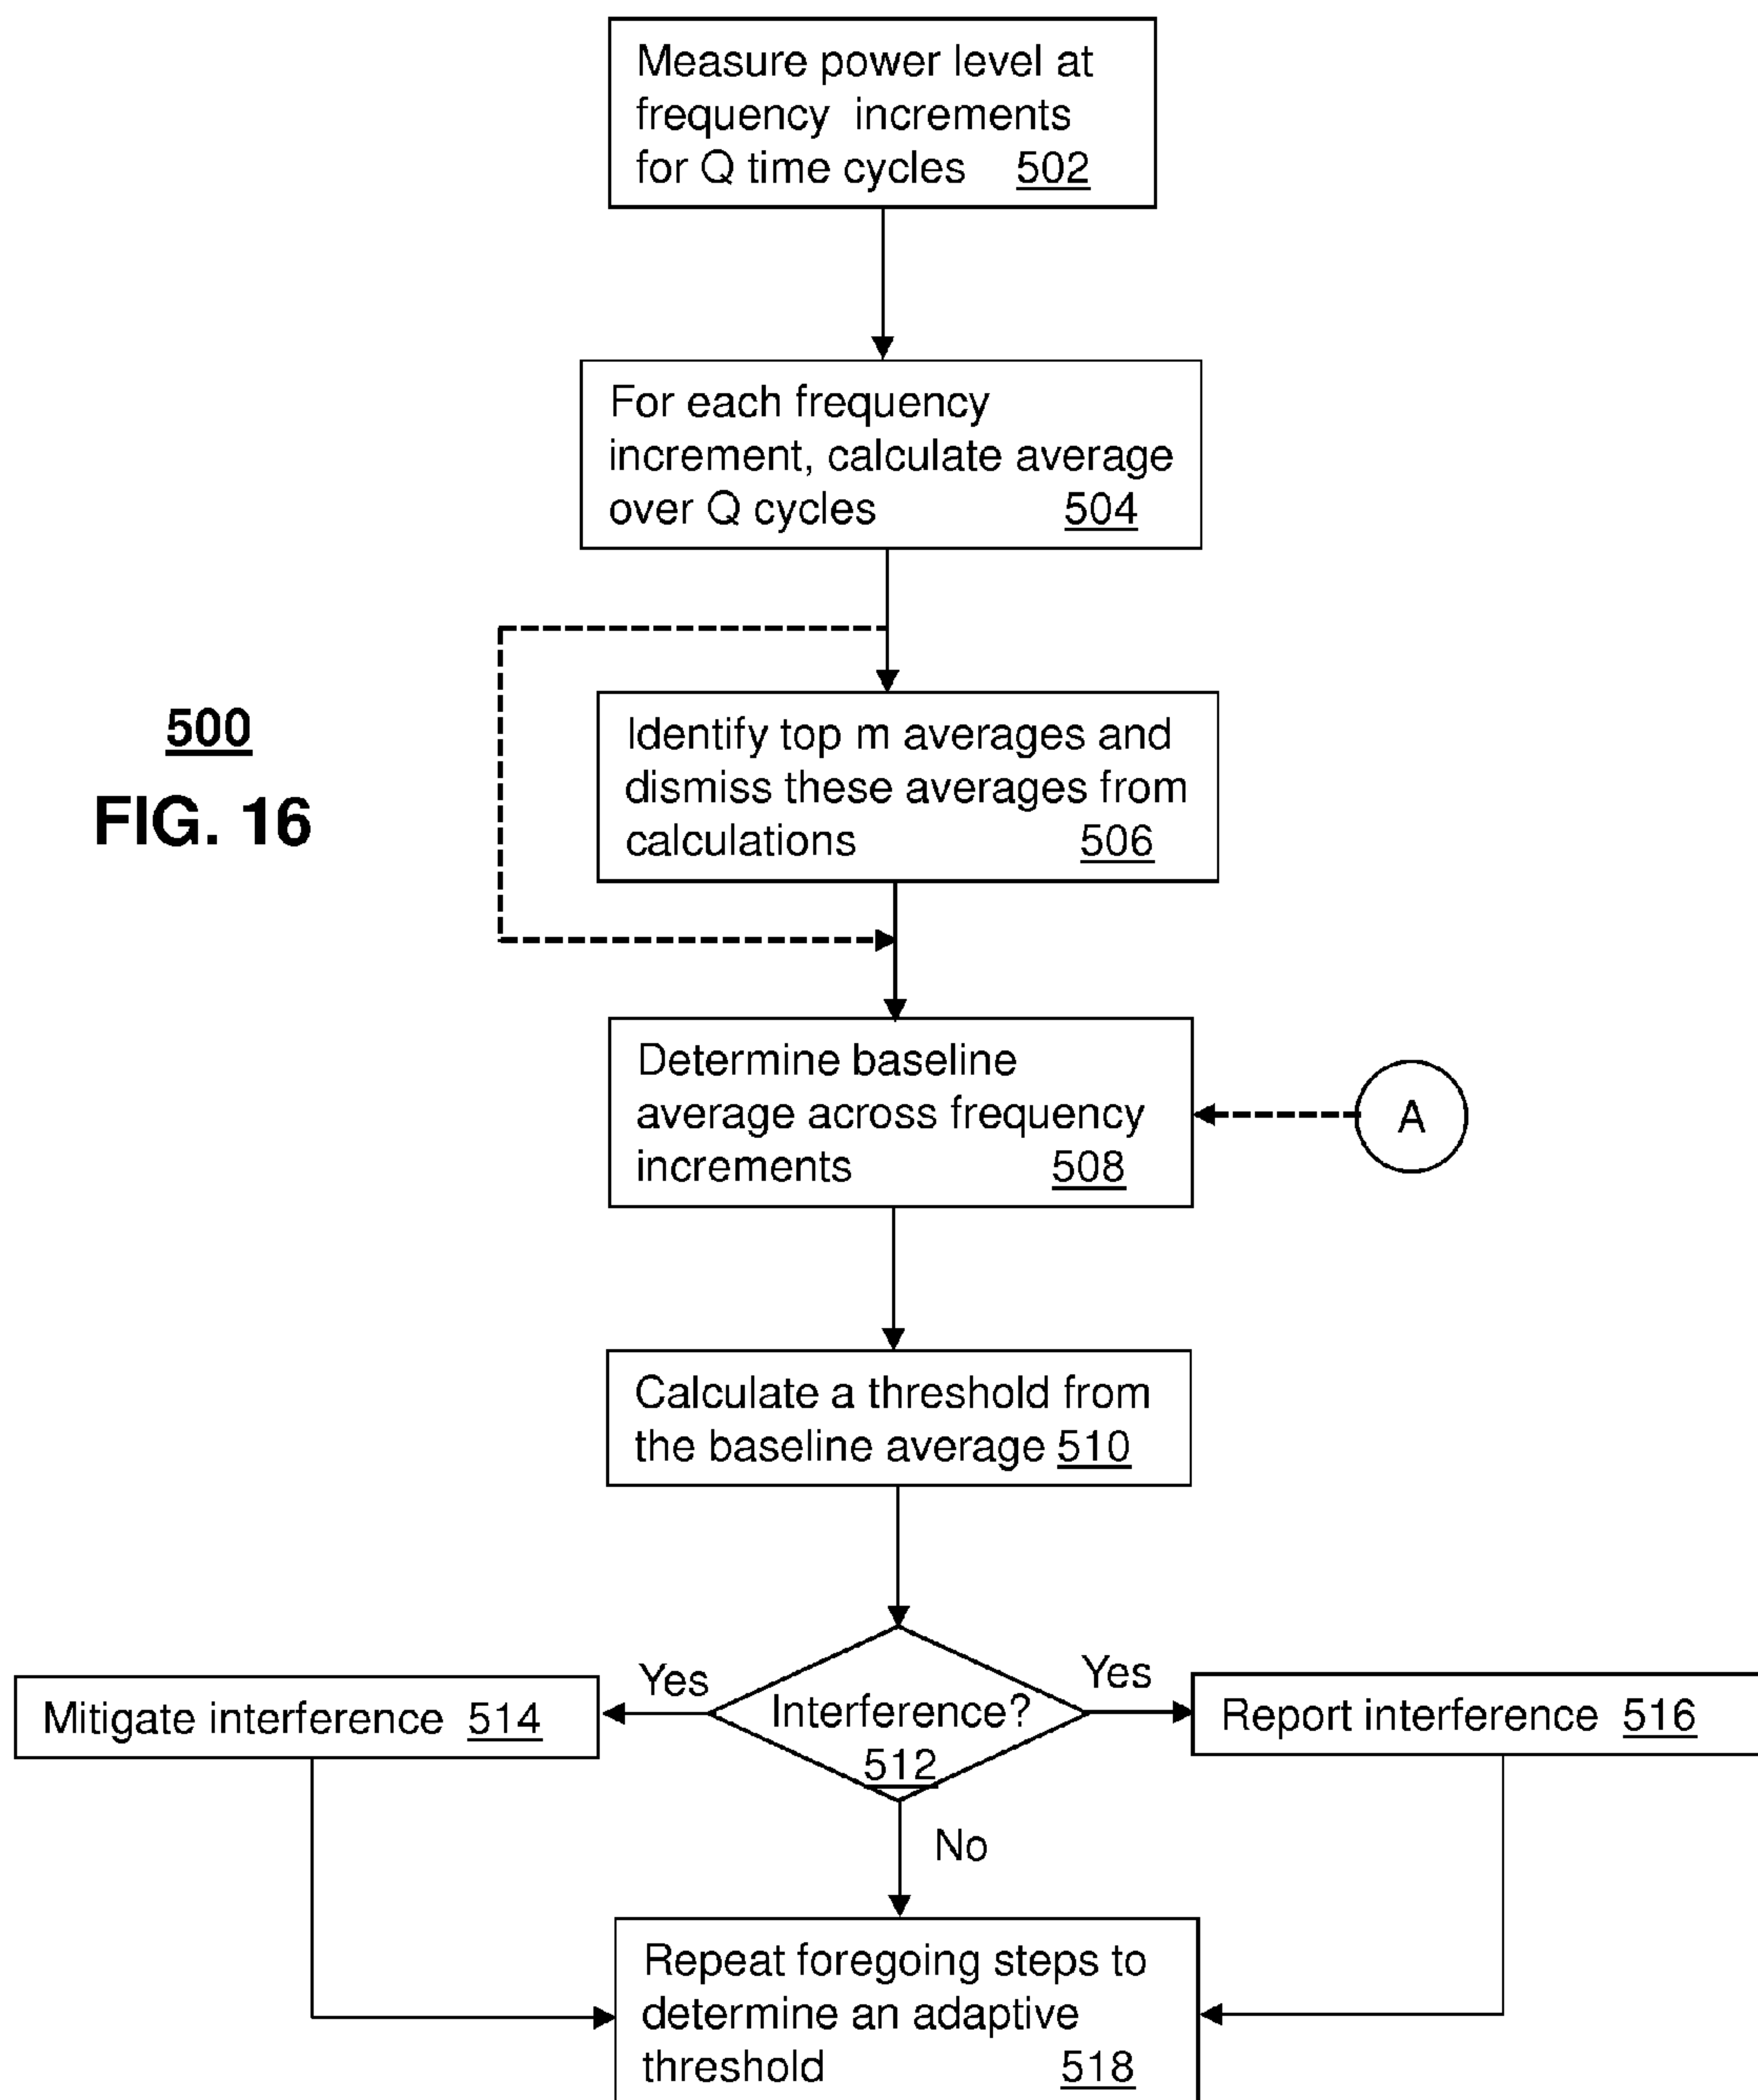 Measure power level at
frequency increments
for Q time cycles 502
For each frequency
increment, calculate average
over Q cycles 504
500
FIG. 16
Identify top m averages and
dismiss these averages from
calculations 506
Determine baseline
average across frequency
increments 508
A
Calculate a threshold from
the baseline average 510
Yes
Yes
Mitigate interference 514
Interference?
512
Report interference 516
No
Repeat foregoing steps to
determine an adaptive
threshold 518